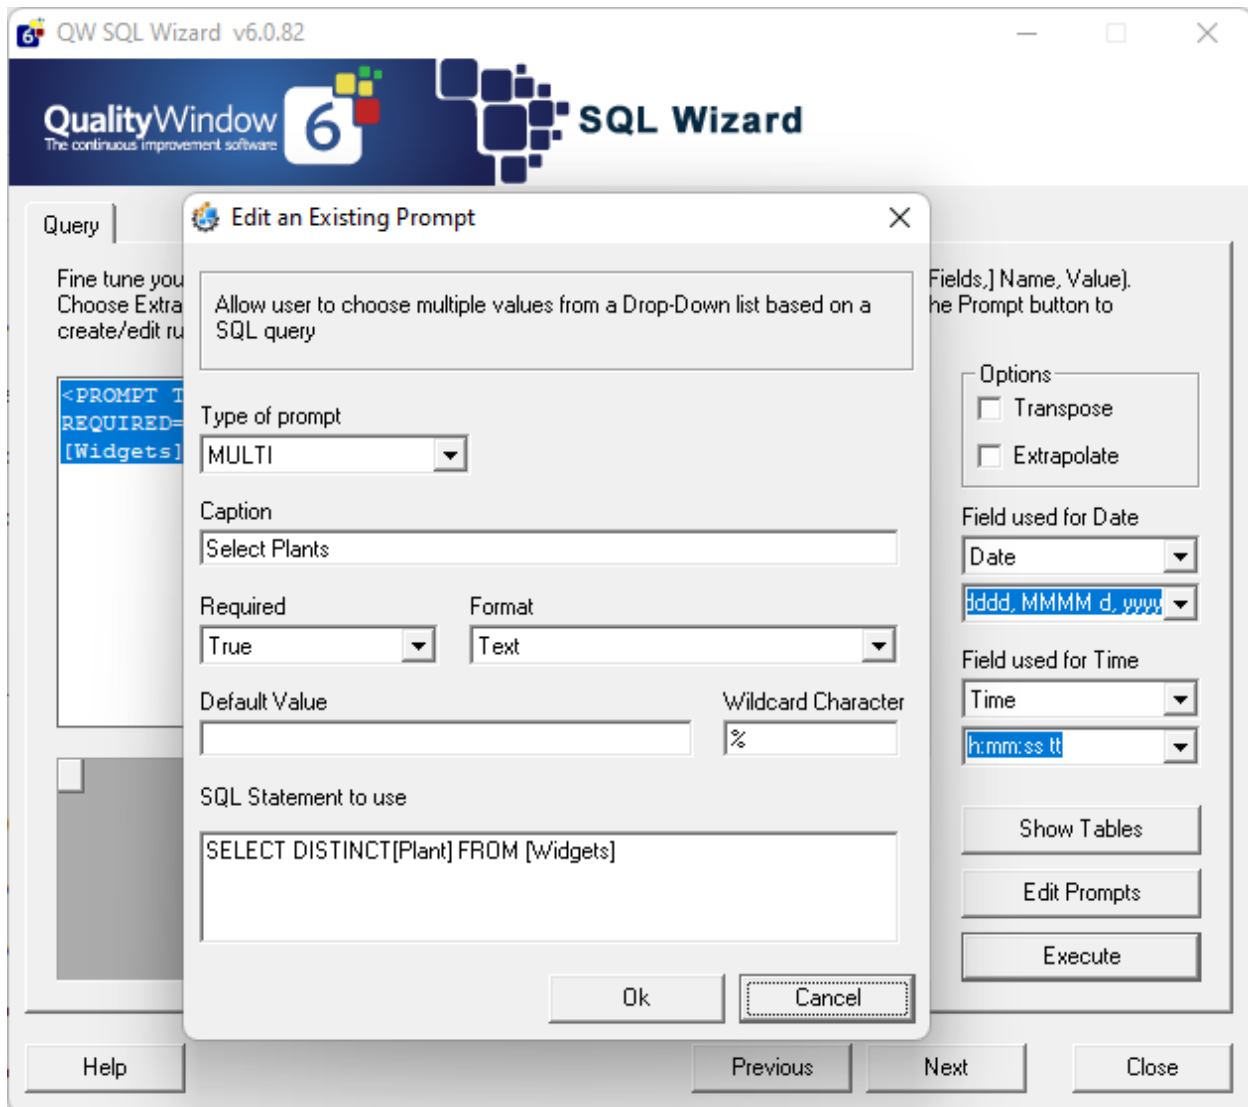 QW SQL Wizard v6.0.82
QualityWindow 6
The continuous improvement software
SQL Wizard
Query
Fine tune you
Fields,] Name, Value).
Choose Extra
he Prompt button to
create/edit ru
<PROMPT T
REQUIRED=
[Widgets]
Edit an Existing Prompt
Allow user to choose multiple values from a Drop-Down list based on a
SQL query
Type of prompt
MULTI
Caption
Select Plants
Required
Format
True
Text
Default Value
Wildcard Character
%
SQL Statement to use
SELECT DISTINCT[Plant] FROM [Widgets]
Ok
Cancel
Options
Transpose
Extrapolate
Field used for Date
Date
dddd, MMMM d, yyyy
Field used for Time
Time
h:mm:ss tt
Show Tables
Edit Prompts
Execute
Help
Previous
Next
Close